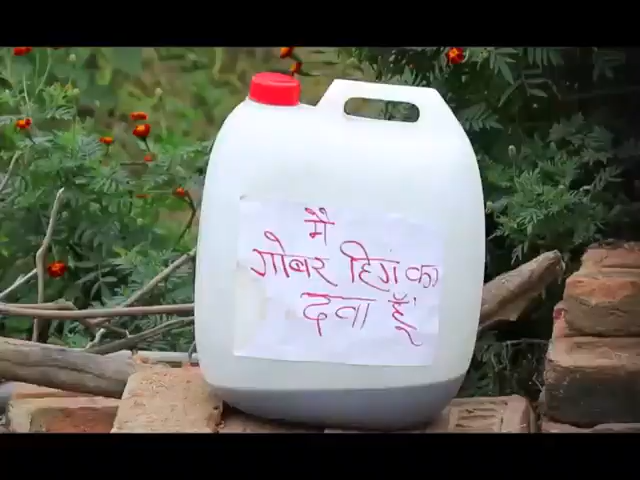 मै
गोबर हिग का
दवा हूँ